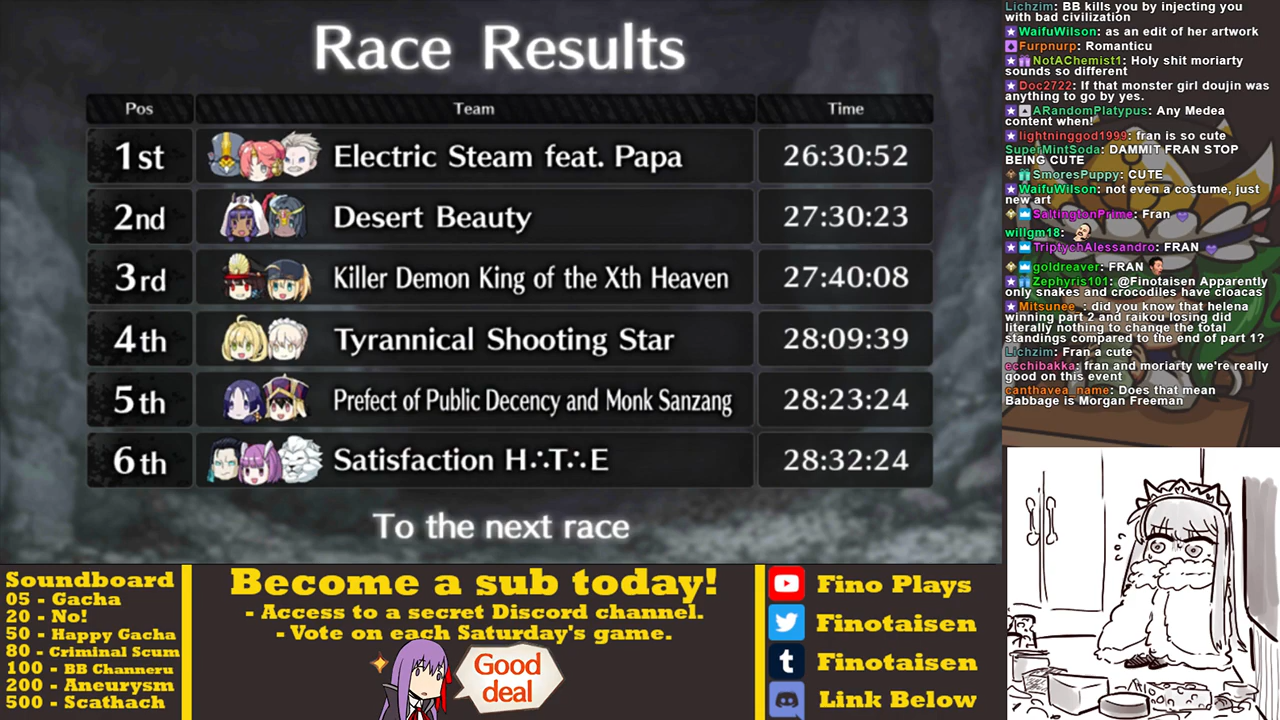 Race Results
Pos Team Time
1st Electric Steam feat. Papa 26:30:52
2nd Desert Beauty 27:30:23
3rd Killer Demon King of the Xth Heaven 27:40:08
4th Tyrannical Shooting Star 28:09:39
5th Prefect of Public Decency and Monk Sanzang 28:23:24
6th Satisfaction H∴T∴E 28:32:24
To the next race
Lichzim: BB kills you by injecting you
with bad civilization
WaifuWilson: as an edit of her artwork
Furpnurp: Romanticu
NotAChemist1: Holy shit moriarty
sounds so different
Doc2722: If that monster girl doujin was
anything to go by yes.
ARandomPlatypus: Any Medea
content when!
lightninggod1999: fran is so cute
SuperMintSoda: DAMMIT FRAN STOP
BEING CUTE
SmoresPuppy: CUTE
WaifuWilson: not even a costume, just
new art
SaltingtonPrime: Fran
willgm18:
TriptychAlessandro: FRAN
goldreaver: FRAN
Zephyris101: @Finotaisen Apparently
only snakes and crocodiles have cloacas
Mitsunee_: did you know that helena
winning part 2 and raikou losing did
literally nothing to change the total
standings compared to the end of part 1?
Lichzim: Fran a cute
ecchibakka: fran and moriarty we're really
good on this event
canthavea_name: Does that mean
Babbage is Morgan Freeman
Soundboard
05 - Gacha
20 - No!
50 - Happy Gacha
80 - Criminal Scum
100 - BB Channeru
200 - Aneurysm
500 - Scathach
Become a sub today!
- Access to a secret Discord channel.
- Vote on each Saturday's game.
Good
deal
Fino Plays
Finotaisen
t Finotaisen
Link Below